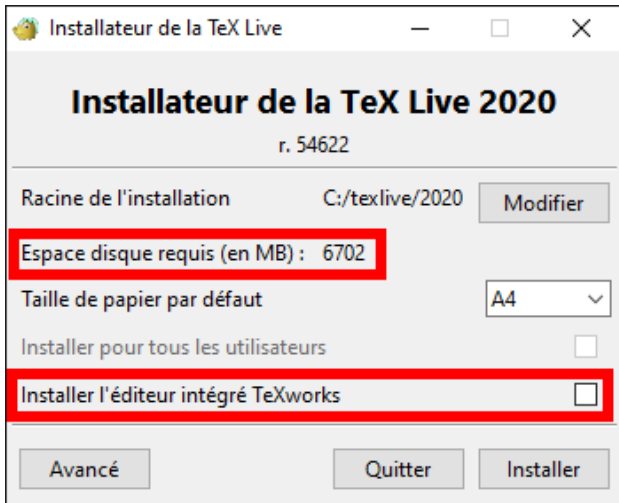 Installateur de la TeX Live
Installateur de la TeX Live 2020
r. 54622
Racine de l'installation C:/texlive/2020 Modifier
Espace disque requis (en MB) : 6702
Taille de papier par défaut A4
Installer pour tous les utilisateurs
Installer l'éditeur intégré TeXworks
Avancé Quitter Installer